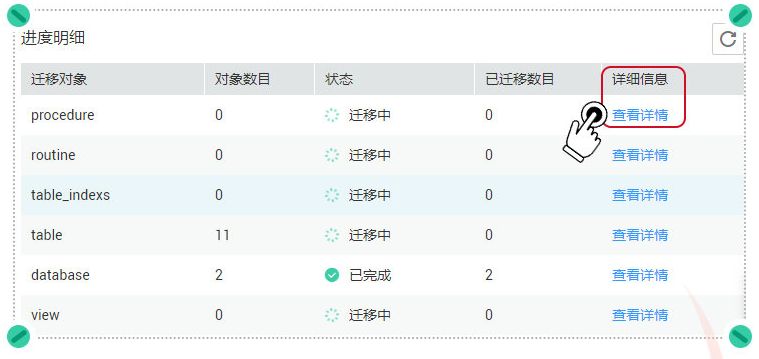 进度明细
迁移对象 对象数目 状态 已迁移数目 详细信息
procedure 0 迁移中 0 查看详情
routine 0 迁移中 0 查看详情
table_indexs 0 迁移中 0 查看详情
table 11 迁移中 0 查看详情
database 2 已完成 2 查看详情
view 0 迁移中 0 查看详情